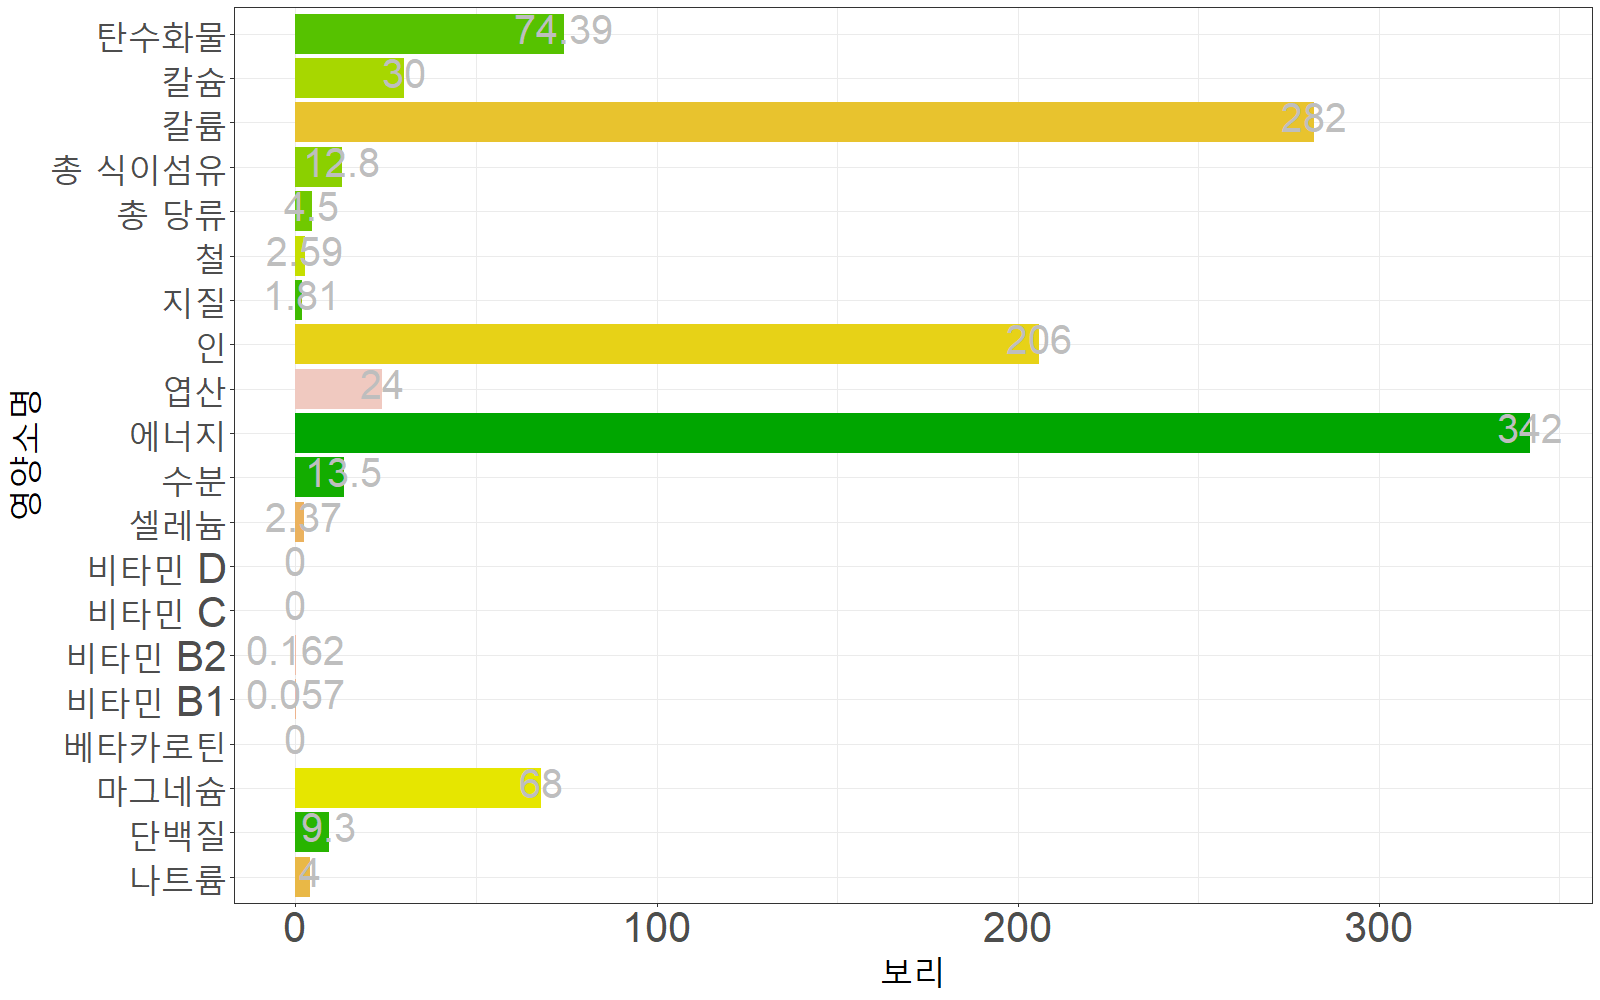 영양소명
탄수화물 74.39
칼슘 30
칼륨 282
총 식이섬유 12.8
총 당류 4.5
철 2.59
지질 1.81
인 206
엽산 24
에너지 342
수분 13.5
셀레늄 2.37
비타민 D 0
비타민 C 0
비타민 B2 0.162
비타민 B1 0.057
베타카로틴 0
마그네슘 68
단백질 9.3
나트륨 4
0 100 200 300
보리